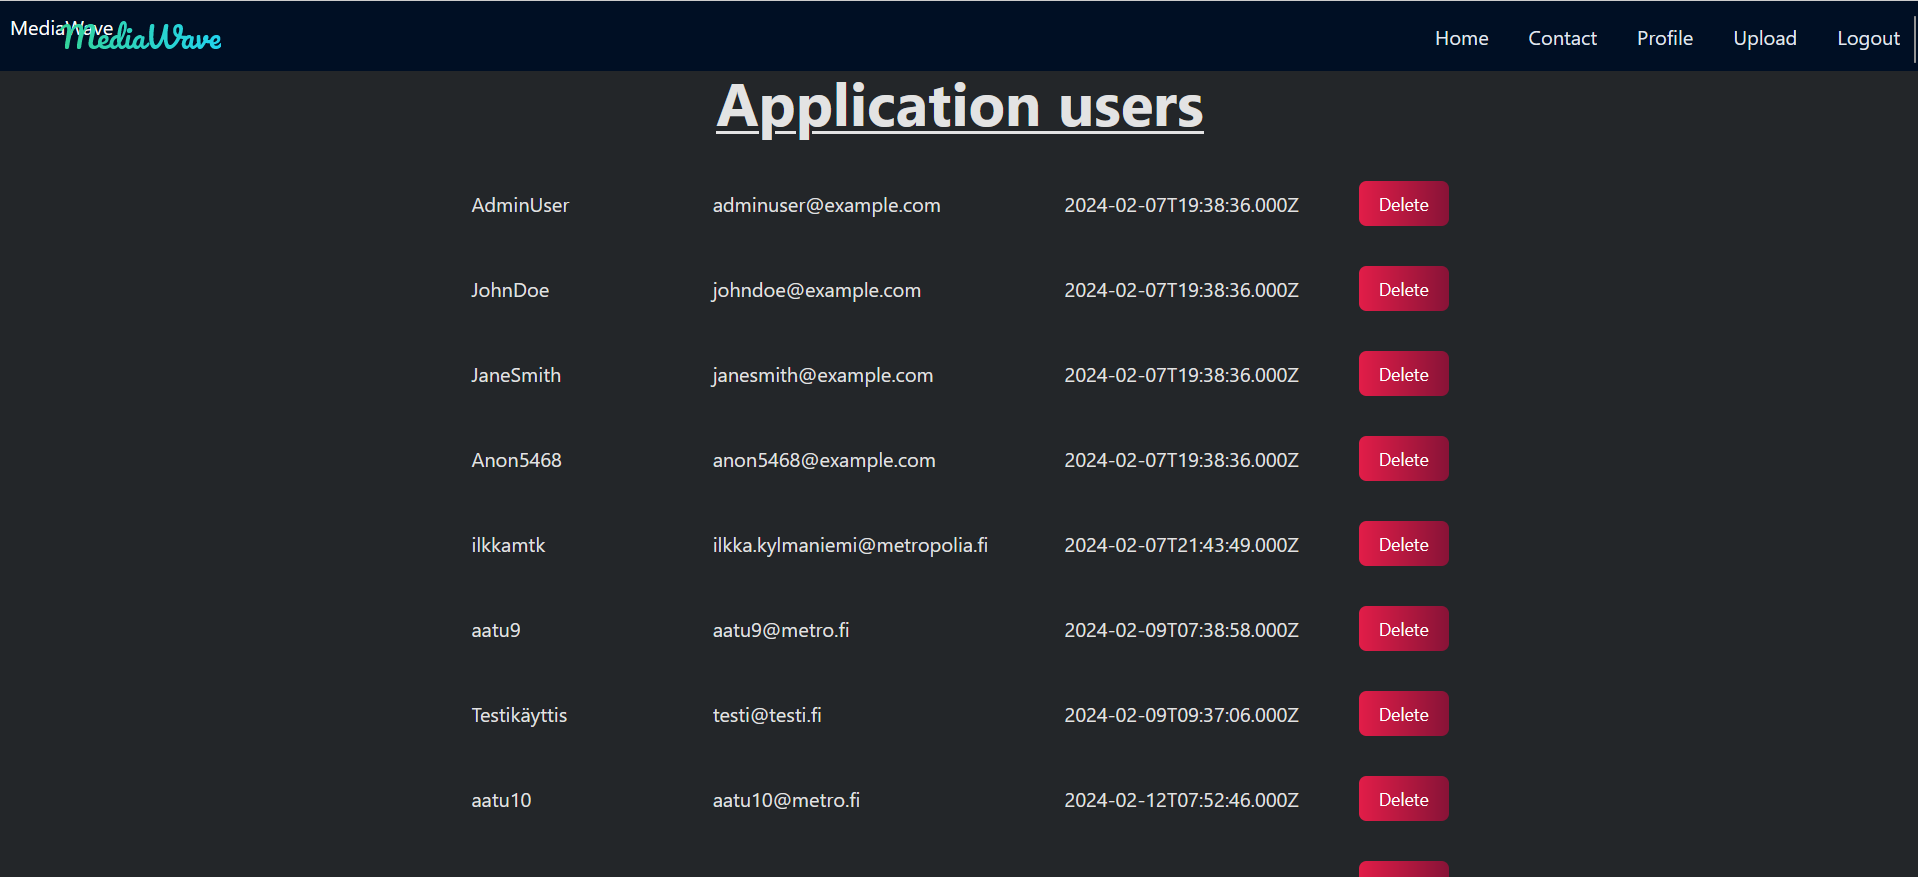 MediaWave
MediaWave
Home Contact Profile Upload Logout
Application users
AdminUser adminuser@example.com 2024-02-07T19:38:36.000Z Delete
JohnDoe johndoe@example.com 2024-02-07T19:38:36.000Z Delete
JaneSmith janesmith@example.com 2024-02-07T19:38:36.000Z Delete
Anon5468 anon5468@example.com 2024-02-07T19:38:36.000Z Delete
ilkkamtk ilkka.kylmaniemi@metropolia.fi 2024-02-07T21:43:49.000Z Delete
aatu9 aatu9@metro.fi 2024-02-09T07:38:58.000Z Delete
Testikäyttis testi@testi.fi 2024-02-09T09:37:06.000Z Delete
aatu10 aatu10@metro.fi 2024-02-12T07:52:46.000Z Delete